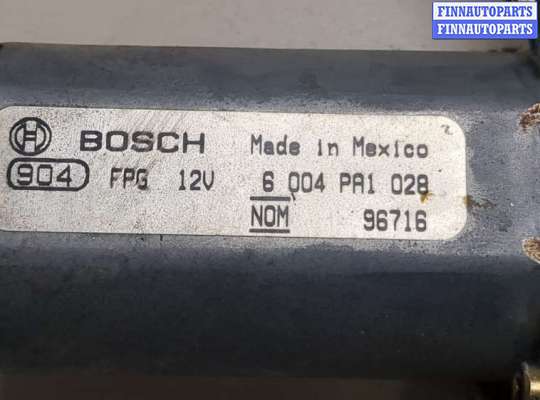 FINNAUTOPARTS
FINNAUTOPARTS
BOSCH Made in Mexico
904 FPG 12V 6 004 PA1 028
NOM 96716